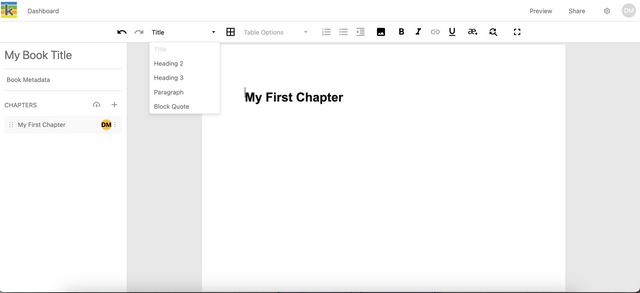 Dashboard
Preview
Share
DM
Title
Table Options
B
I
U
æ
My Book Title
Book Metadata
CHAPTERS
My First Chapter
DM
Title
Heading 2
Heading 3
Paragraph
Block Quote
My First Chapter